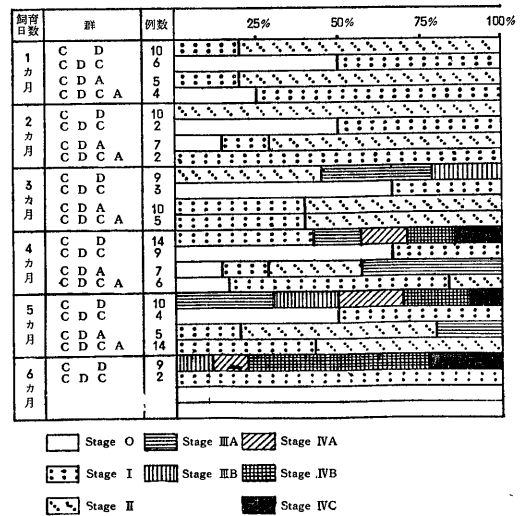 飼育日数 群 例数 25% 50% 75% 100%
1カ月
C D 10
C D C 6
C D A 5
C D C A 4
2カ月
C D 10
C D C 2
C D A 7
C D C A 2
3カ月
C D 9
C D C 3
C D A 10
C D C A 5
4カ月
C D 14
C D C 9
C D A 7
C D C A 6
5カ月
C D 10
C D C 4
C D A 5
C D C A 14
6カ月
C D 9
C D C 2
Stage O Stage ⅢA Stage ⅣA
Stage Ⅰ Stage ⅢB Stage ⅣB
Stage Ⅱ Stage ⅣC